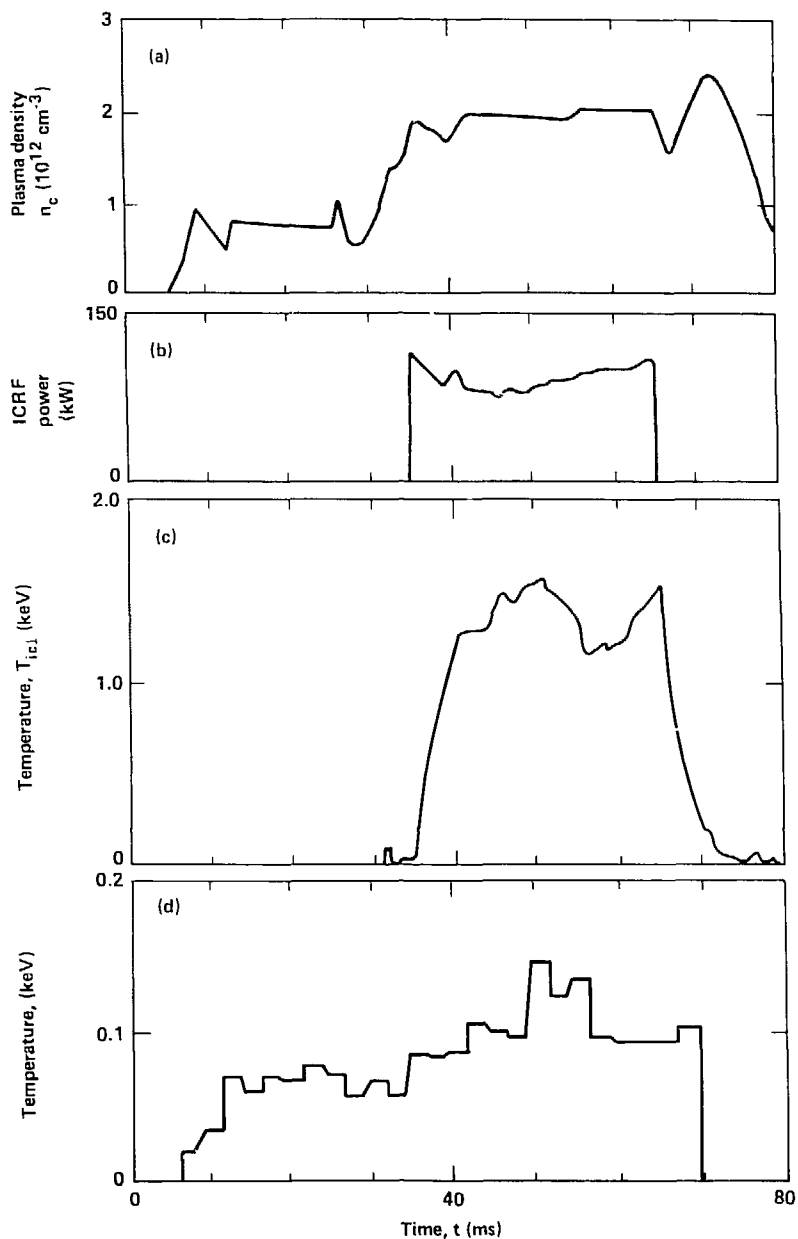 3
(a)
Plasma density
n_c (10^12 cm^-3)
2
1
0
150
(b)
ICRF
power
(kW)
0
2.0
(c)
Temperature, T_ic⊥ (keV)
1.0
0
0.2
(d)
Temperature, (keV)
0.1
0
0 40 80
Time, t (ms)